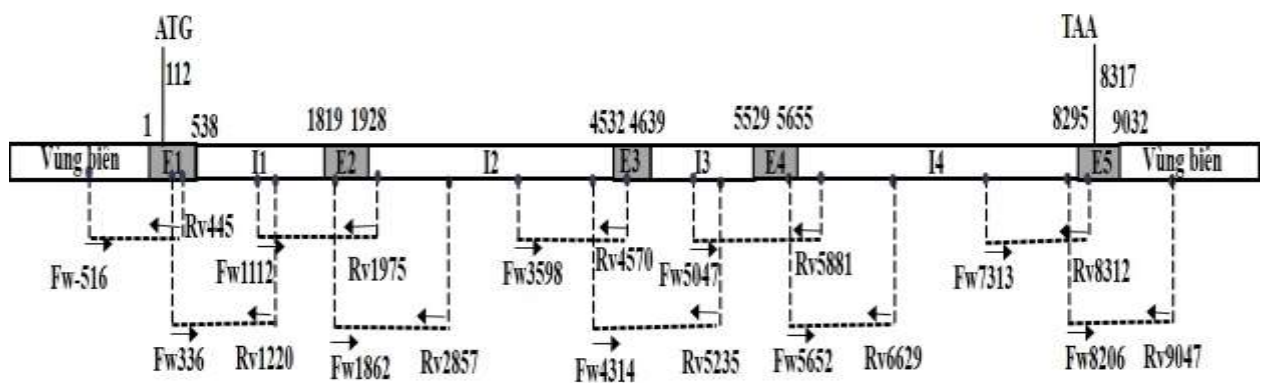 ATG TAA
112 8317
1 538 1819 1928 4532 4639 5529 5655 8295 9032
Vùng biên E1 I1 E2 I2 E3 I3 E4 I4 E5 Vùng biên
Rv445
Fw-516 Fw1112 Rv1975 Fw3598 Rv4570 Fw5047 Rv5881 Fw7313 Rv8312
Fw336 Rv1220 Fw1862 Rv2857 Fw4314 Rv5235 Fw5652 Rv6629 Fw8206 Rv9047